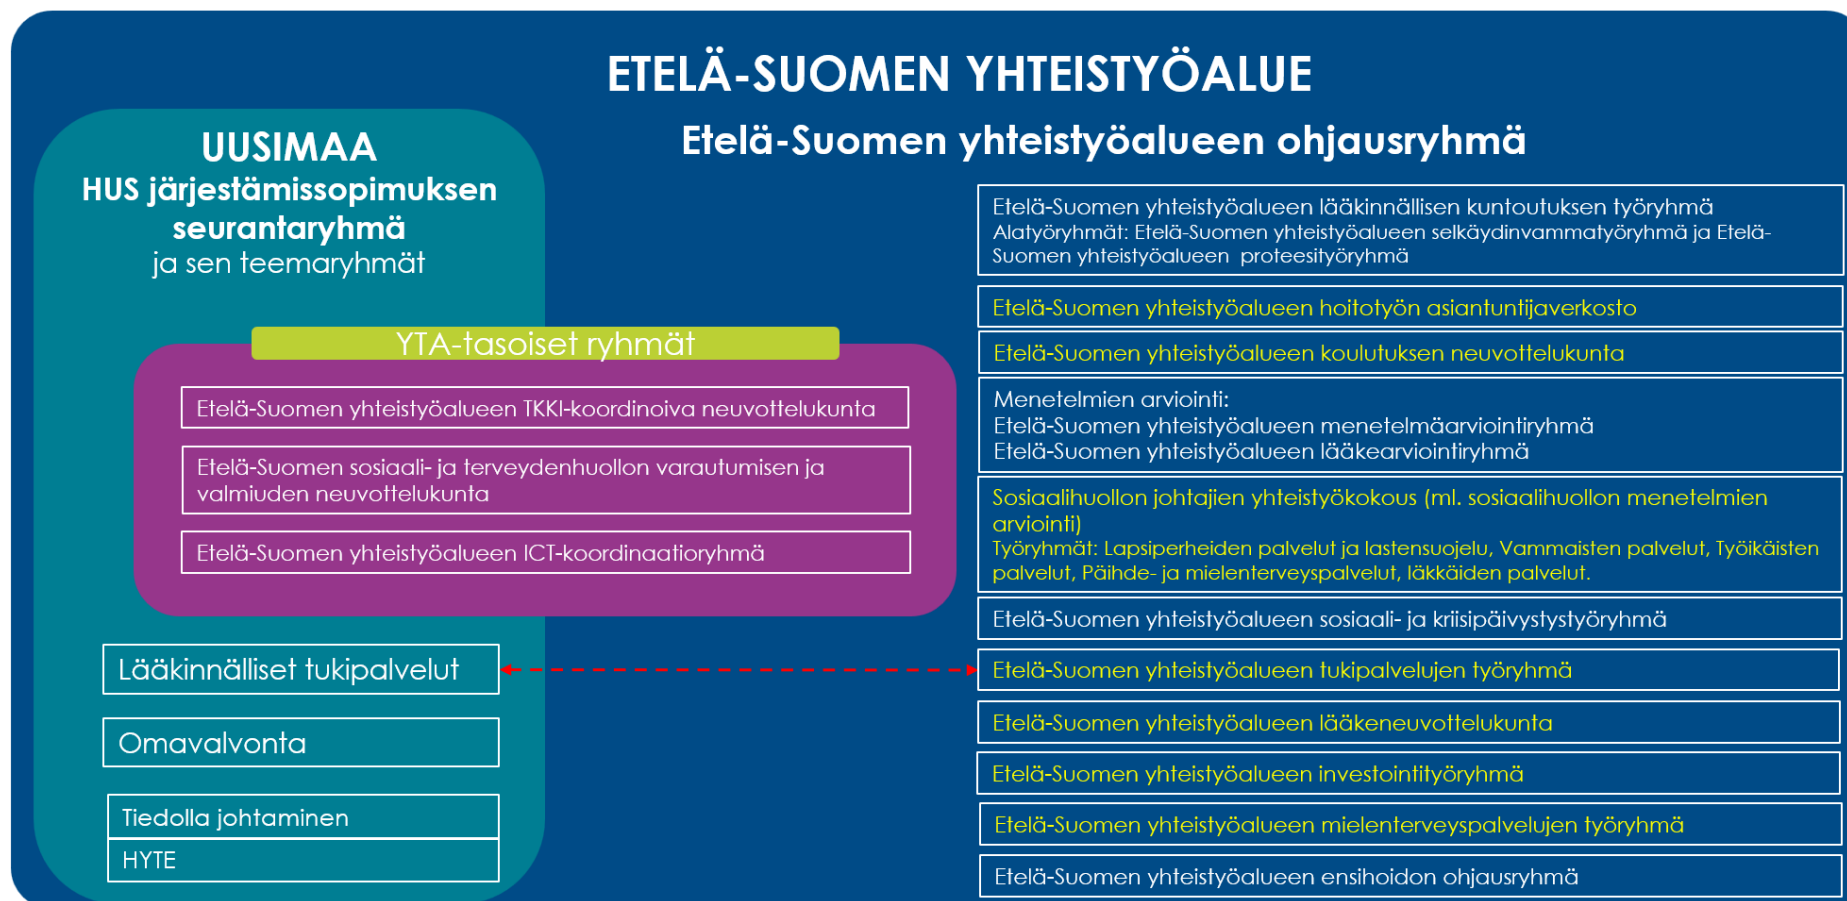 ETELÄ-SUOMEN YHTEISTYÖALUE
Etelä-Suomen yhteistyöalueen ohjausryhmä
UUSIMAA
HUS järjestämissopimuksen
seurantaryhmä
ja sen teemaryhmät
YTA-tasoiset ryhmät
Etelä-Suomen yhteistyöalueen TKKI-koordinoiva neuvottelukunta
Etelä-Suomen sosiaali- ja terveydenhuollon varautumisen ja
valmiuden neuvottelukunta
Etelä-Suomen yhteistyöalueen ICT-koordinaatioryhmä
Lääkinnälliset tukipalvelut
Omavalvonta
Tiedolla johtaminen
HYTE
Etelä-Suomen yhteistyöalueen lääkinnällisen kuntoutuksen työryhmä
Alatyöryhmät: Etelä-Suomen yhteistyöalueen selkäydinvammatyöryhmä ja Etelä-
Suomen yhteistyöalueen proteesityöryhmä
Etelä-Suomen yhteistyöalueen hoitotyön asiantuntijaverkosto
Etelä-Suomen yhteistyöalueen koulutuksen neuvottelukunta
Menetelmien arviointi:
Etelä-Suomen yhteistyöalueen menetelmäarviointiryhmä
Etelä-Suomen yhteistyöalueen lääkearviointiryhmä
Sosiaalihuollon johtajien yhteistyökokous (ml. sosiaalihuollon menetelmien
arviointi)
Työryhmät: Lapsiperheiden palvelut ja lastensuojelu, Vammaisten palvelut, Työikäisten
palvelut, Päihde- ja mielenterveyspalvelut, Iäkkäiden palvelut.
Etelä-Suomen yhteistyöalueen sosiaali- ja kriisipäivystystyöryhmä
Etelä-Suomen yhteistyöalueen tukipalvelujen työryhmä
Etelä-Suomen yhteistyöalueen lääkeneuvottelukunta
Etelä-Suomen yhteistyöalueen investointityöryhmä
Etelä-Suomen yhteistyöalueen mielenterveyspalvelujen työryhmä
Etelä-Suomen yhteistyöalueen ensihoidon ohjausryhmä